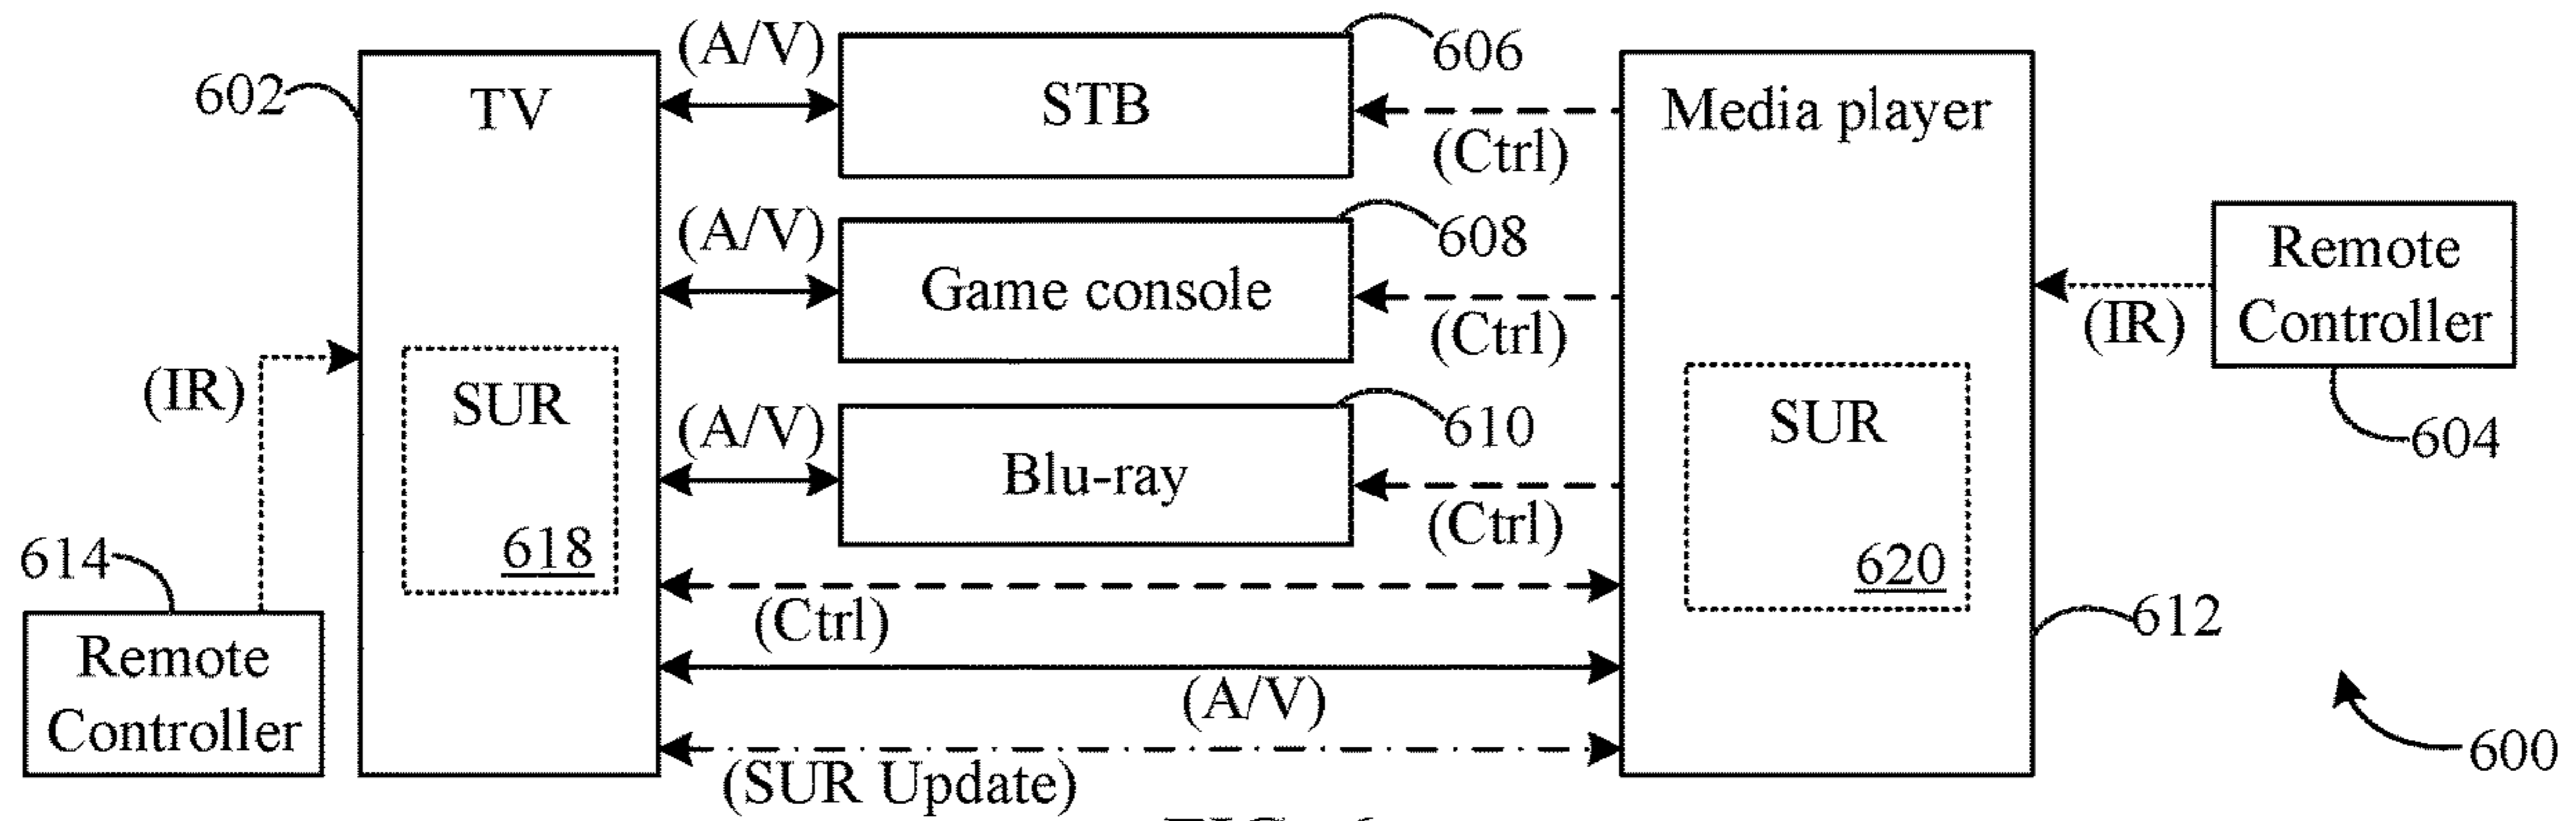 602
TV
(A/V)
STB
606
(Ctrl)
Media player
(A/V)
Game console
608
(Ctrl)
Remote
Controller
(IR)
604
(IR)
SUR
618
(A/V)
Blu-ray
610
(Ctrl)
SUR
620
612
614
Remote
Controller
(Ctrl)
(A/V)
(SUR Update)
600